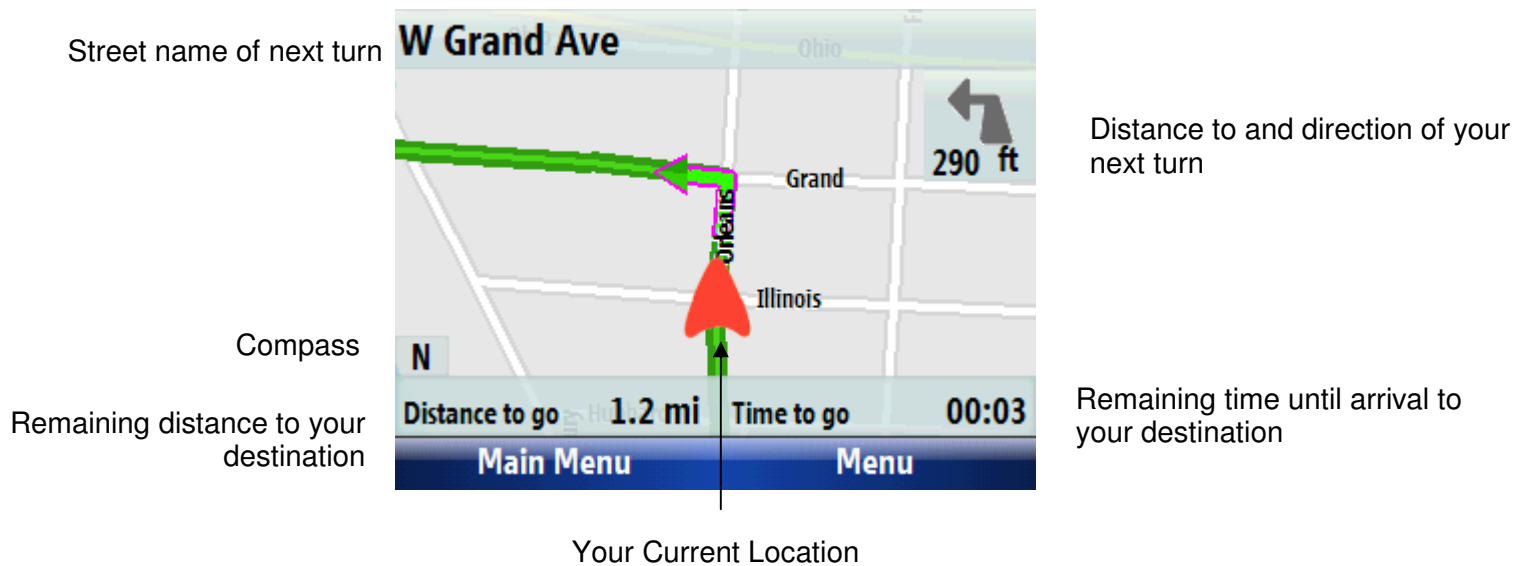 Street name of next turn
W Grand Ave
Ohio
Ohio
290 ft
Distance to and direction of your
next turn
Grand
Orleans
Illinois
Compass
N
Remaining distance to your
destination
Distance to go 1.2 mi
Time to go 00:03
Remaining time until arrival to
your destination
Main Menu
Menu
Your Current Location